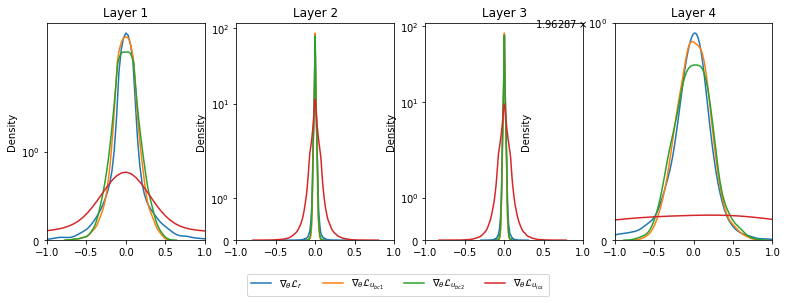 Layer 1
Layer 2
Layer 3
Layer 4
Density
10⁰
0
−1.0 −0.5 0.0 0.5 1.0
Density
10²
10¹
10⁰
0
−1.0 −0.5 0.0 0.5 1.0
Density
10²
10¹
10⁰
0
−1.0 −0.5 0.0 0.5 1.0
Density
1.96287 × 10⁰
0
−1.0 −0.5 0.0 0.5 1.0
∇θℒr ∇θℒu_bc1 ∇θℒu_bc2 ∇θℒu_ics